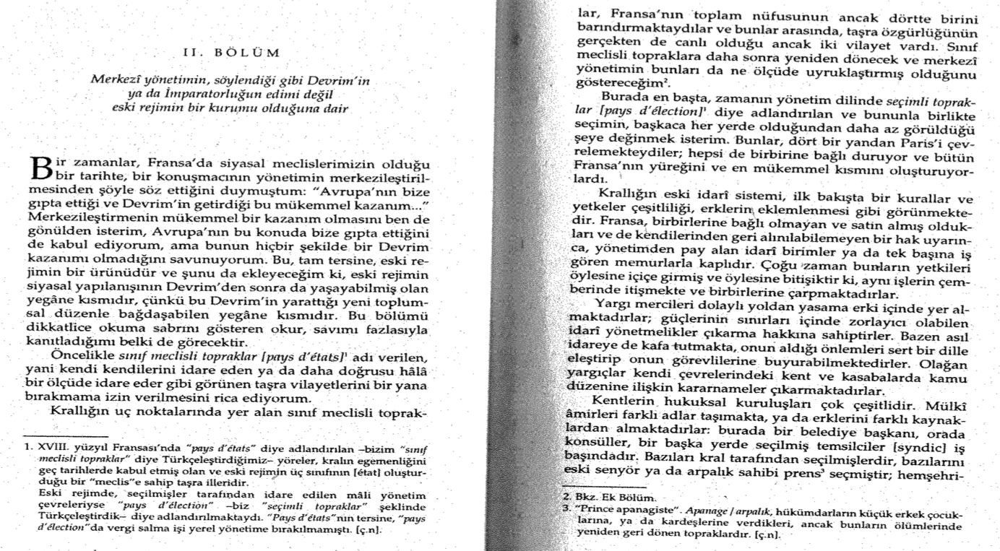 II. BÖLÜM
Merkezî yönetimin, söylendiği gibi Devrim'in
ya da İmparatorluğun edimi değil
eski rejimin bir kurumu olduğuna dair
Bir zamanlar, Fransa'da siyasal meclislerimizin olduğu
bir tarihte, bir konuşmacının yönetimin merkezileştiril-
mesinden şöyle söz ettiğini duymuştum: "Avrupa'nın bize
gıpta ettiği ve Devrim'in getirdiği bu mükemmel kazanım..."
Merkezileştirmenin mükemmel bir kazanım olmasını ben de
gönülden isterim, Avrupa'nın bu konuda bize gıpta ettiğini
de kabul ediyorum, ama bunun hiçbir şekilde bir Devrim
kazanımı olmadığını savunuyorum. Bu, tam tersine, eski re-
jimin bir ürünüdür ve şunu da ekleyeceğim ki, eski rejimin
siyasal yapılanışının Devrim'den sonra da yaşayabilmiş olan
yegâne kısmıdır, çünkü bu Devrim'in yarattığı yeni toplum-
sal düzenle bağdaşabilen yegâne kısmıdır. Bu bölümü
dikkatlice okuma sabrını gösteren okur, savımı fazlasıyla
kanıtladığımı belki de görecektir.
Öncelikle sınıf meclisli topraklar [pays d'états]¹ adı verilen,
yani kendi kendilerini idare eden ya da daha doğrusu hâlâ
bir ölçüde idare eder gibi görünen taşra vilayetlerini bir yana
bırakmama izin verilmesini rica ediyorum.
Krallığın uç noktalarında yer alan sınıf meclisli toprak-
1. XVIII. yüzyıl Fransası'nda "pays d'états" diye adlandırılan –bizim "sınıf
meclisli topraklar" diye Türkçeleştirdiğimiz– yöreler, kralın egemenliğini
geç tarihlerde kabul etmiş olan ve eski rejimin üç sınıfının [état] oluştur-
duğu bir "meclis"e sahip taşra illeridir.
Eski rejimde, seçilmişler tarafından idare edilen mâli yönetim
çevreleriyse "pays d'élection" –biz "seçimli topraklar" şeklinde
Türkçeleştirdik– diye adlandırılmaktaydı. "Pays d'états"nın tersine, "pays
d'élection"da vergi salma işi yerel yönetime bırakılmamıştı. [ç.n].
lar, Fransa'nın toplam nüfusunun ancak dörtte birini
barındırmaktaydılar ve bunlar arasında, taşra özgürlüğünün
gerçekten de canlı olduğu ancak iki vilayet vardı. Sınıf
meclisli topraklara daha sonra yeniden dönecek ve merkezî
yönetimin bunları da ne ölçüde uyruklaştırmış olduğunu
göstereceğim².
Burada en başta, zamanın yönetim dilinde seçimli toprak-
lar [pays d'élection]¹ diye adlandırılan ve bununla birlikte
seçimin, başkaca her yerde olduğundan daha az görüldüğü
şeye değinmek isterim. Bunlar, dört bir yandan Paris'i çev-
relemekteydiler; hepsi de birbirine bağlı duruyor ve bütün
Fransa'nın yüreğini ve en mükemmel kısmını oluşturuyor-
lardı.
Krallığın eski idarî sistemi, ilk bakışta bir kurallar ve
yetkeler çeşitliliği, erklerin eklemlenmesi gibi görünmekte-
dir. Fransa, birbirlerine bağlı olmayan ve satın almış olduk-
ları ve de kendilerinden geri alınılabilemeyen bir hak uyarın-
ca, yönetimden pay alan idarî birimler ya da tek başına iş
gören memurlarla kaplıdır. Çoğu zaman bunların yetkileri
öylesine içiçe girmiş ve öylesine bitişiktir ki, aynı işlerin çem-
berinde itişmekte ve birbirlerine çarpmaktadırlar.
Yargı mercileri dolaylı yoldan yasama erki içinde yer al-
maktadırlar; güçlerinin sınırları içinde zorlayıcı olabilen
idarî yönetmelikler çıkarma hakkına sahiptirler. Bazen asıl
idareye de kafa tutmakta, onun aldığı önlemleri sert bir dille
eleştirip onun görevlilerine buyurabilmektedirler. Olağan
yargıçlar kendi çevrelerindeki kent ve kasabalarda kamu
düzenine ilişkin kararnameler çıkarmaktadırlar.
Kentlerin hukuksal kuruluşları çok çeşitlidir. Mülkî
âmirleri farklı adlar taşımakta, ya da erklerini farklı kaynak-
lardan almaktadırlar: burada bir belediye başkanı, orada
konsüller, bir başka yerde seçilmiş temsilciler [syndic] iş
başındadır. Bazıları kral tarafından seçilmişlerdir, bazılarını
eski senyör ya da arpalık sahibi prens³ seçmiştir; hemşehri-
2. Bkz. Ek Bölüm.
3. "Prince apanagiste". Apanage / arpalık, hükümdarların küçük erkek çocuk-
larına, ya da kardeşlerine verdikleri, ancak bunların ölümlerinde
yeniden geri dönen topraklardır. [ç.n].